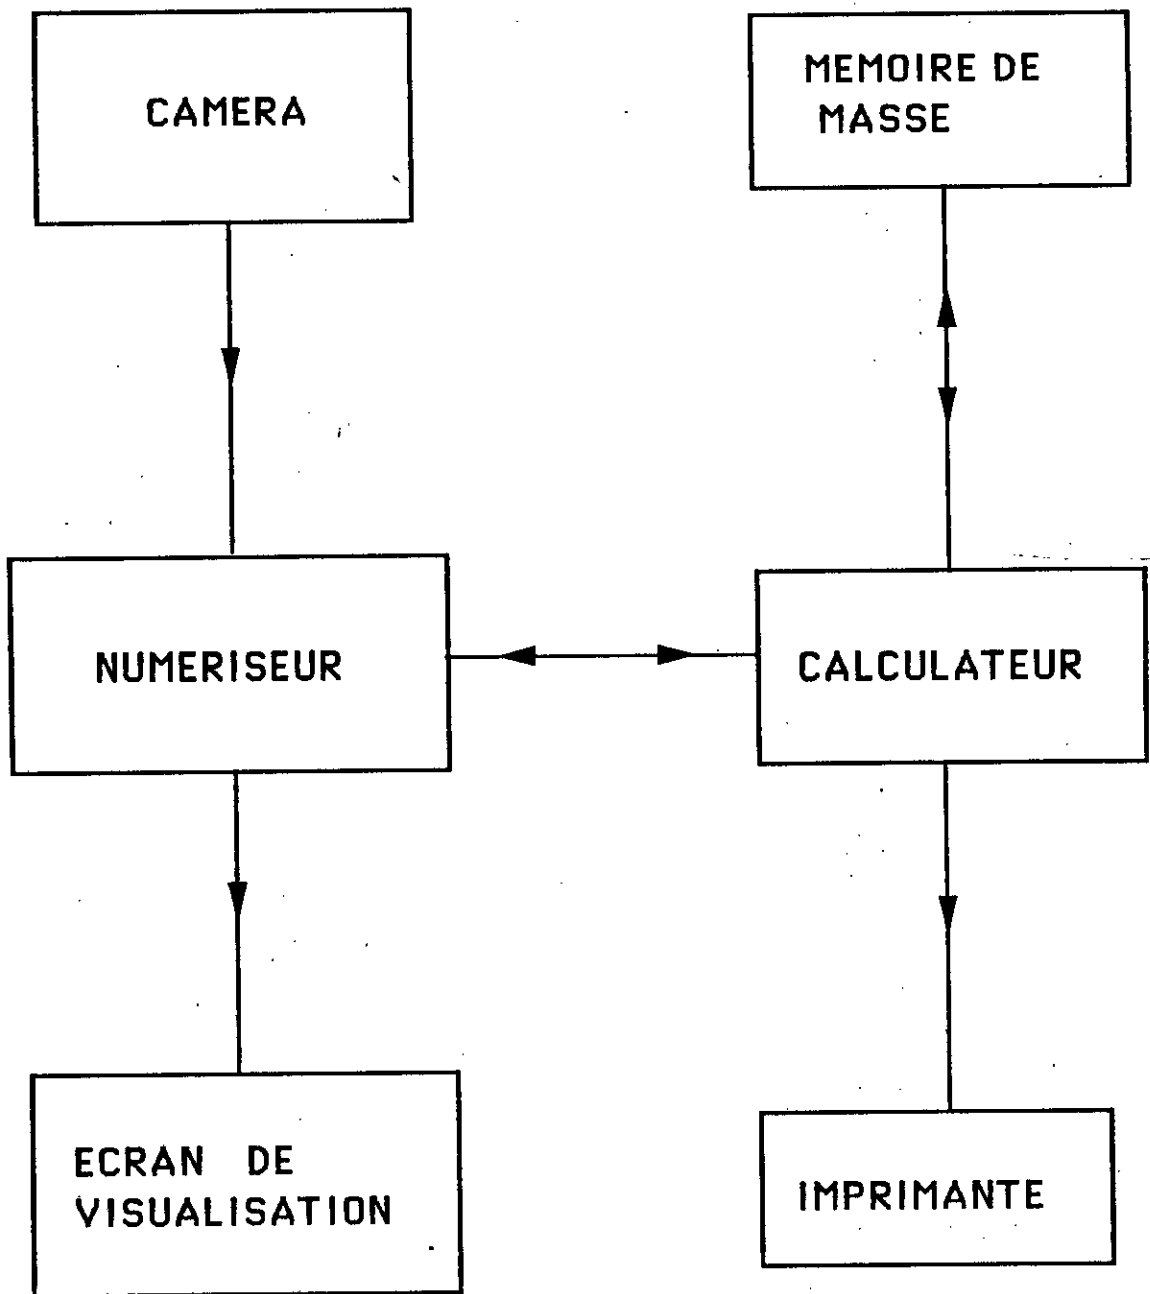 CAMERA
MEMOIRE DE
MASSE
NUMERISEUR
CALCULATEUR
ECRAN DE
VISUALISATION
IMPRIMANTE